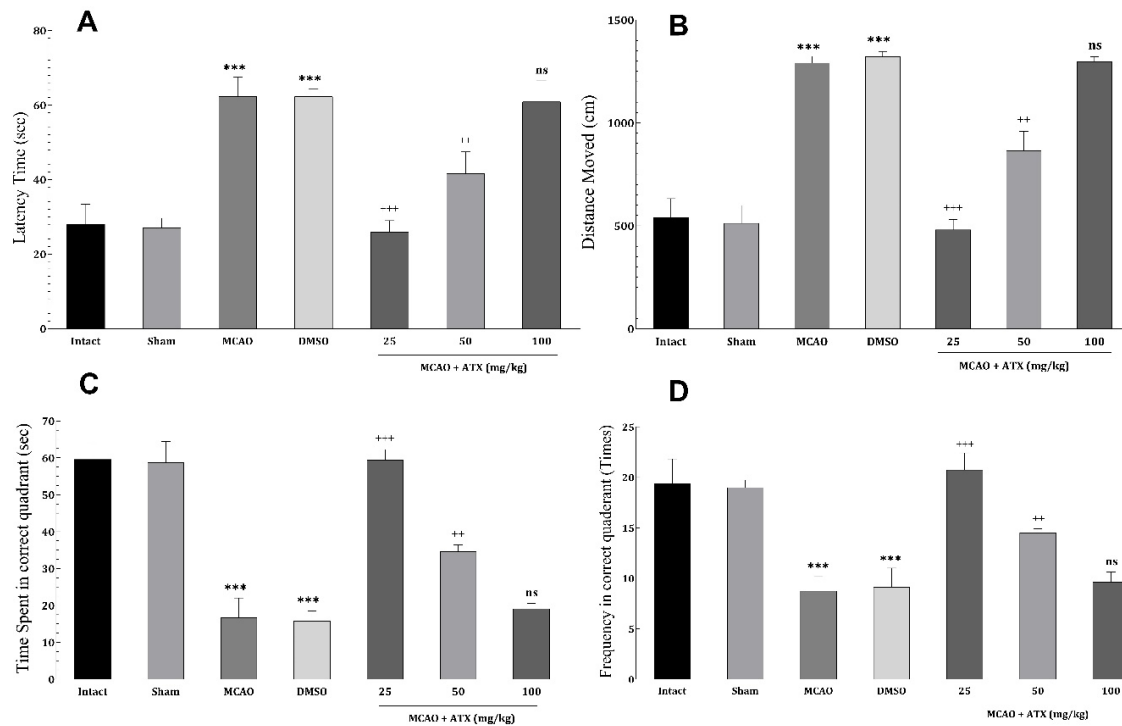 A
Latency Time (sec)
80
60
40
20
0
***
***
+++
++
ns
Intact Sham MCAO DMSO 25 50 100
MCAO + ATX (mg/kg)
B
Distance Moved (cm)
1500
1000
500
0
***
***
+++
++
ns
Intact Sham MCAO DMSO 25 50 100
MCAO + ATX (mg/kg)
C
Time Spent in correct quadrant (sec)
70
60
50
40
30
20
10
0
***
***
+++
++
ns
Intact Sham MCAO DMSO 25 50 100
MCAO + ATX (mg/kg)
D
Frequency in correct quaderant (Times)
25
20
15
10
5
0
***
***
+++
++
ns
Intact Sham MCAO DMSO 25 50 100
MCAO + ATX (mg/kg)